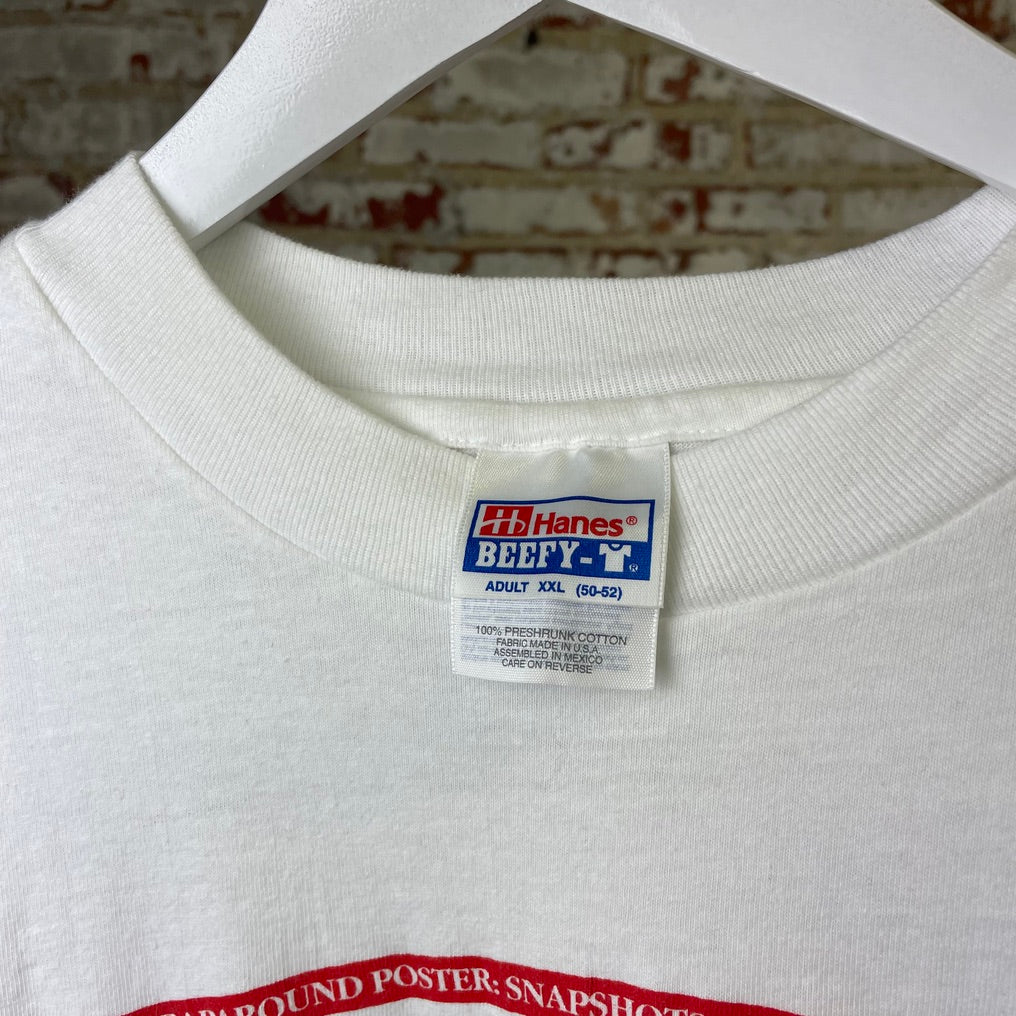 Hanes®
BEEFY-T®
ADULT XXL (50-52)
100% PRESHRUNK COTTON
FABRIC MADE IN U.S.A
ASSEMBLED IN MEXICO
CARE ON REVERSE
POSTER: SNAPSHOTS